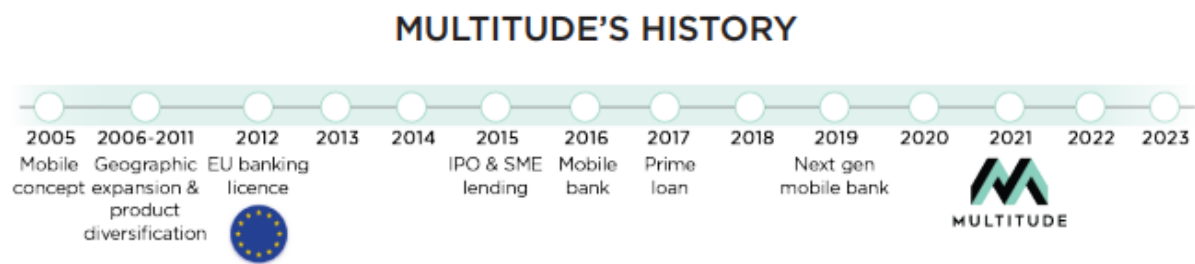 MULTITUDE'S HISTORY
2005 2006-2011 2012 2013 2014 2015 2016 2017 2018 2019 2020 2021 2022 2023
Mobile
concept
Geographic
expansion &
product
diversification
EU banking
licence
IPO & SME
lending
Mobile
bank
Prime
loan
Next gen
mobile bank
MULTITUDE